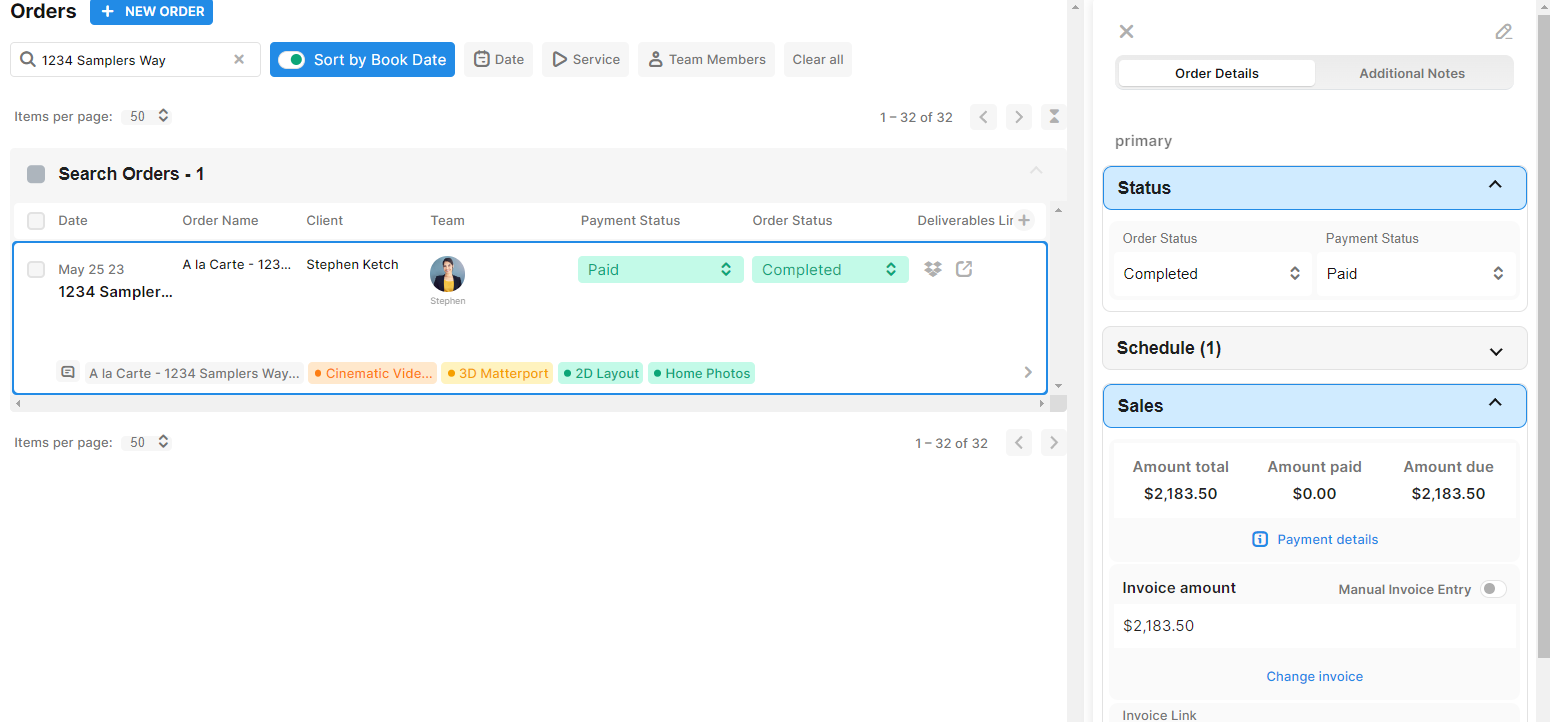 Orders
+ NEW ORDER
1234 Samplers Way
Sort by Book Date
Date
Service
Team Members
Clear all
Items per page: 50
1 – 32 of 32
Search Orders - 1
Date
Order Name
Client
Team
Payment Status
Order Status
Deliverables Lir
May 25 23
1234 Sampler...
A la Carte - 123...
Stephen Ketch
Stephen
Paid
Completed
A la Carte - 1234 Samplers Way...
Cinematic Vide...
3D Matterport
2D Layout
Home Photos
Items per page: 50
1 – 32 of 32
Order Details
Additional Notes
primary
Status
Order Status
Payment Status
Completed
Paid
Schedule (1)
Sales
Amount total
Amount paid
Amount due
$2,183.50
$0.00
$2,183.50
Payment details
Invoice amount
Manual Invoice Entry
$2,183.50
Change invoice
Invoice Link